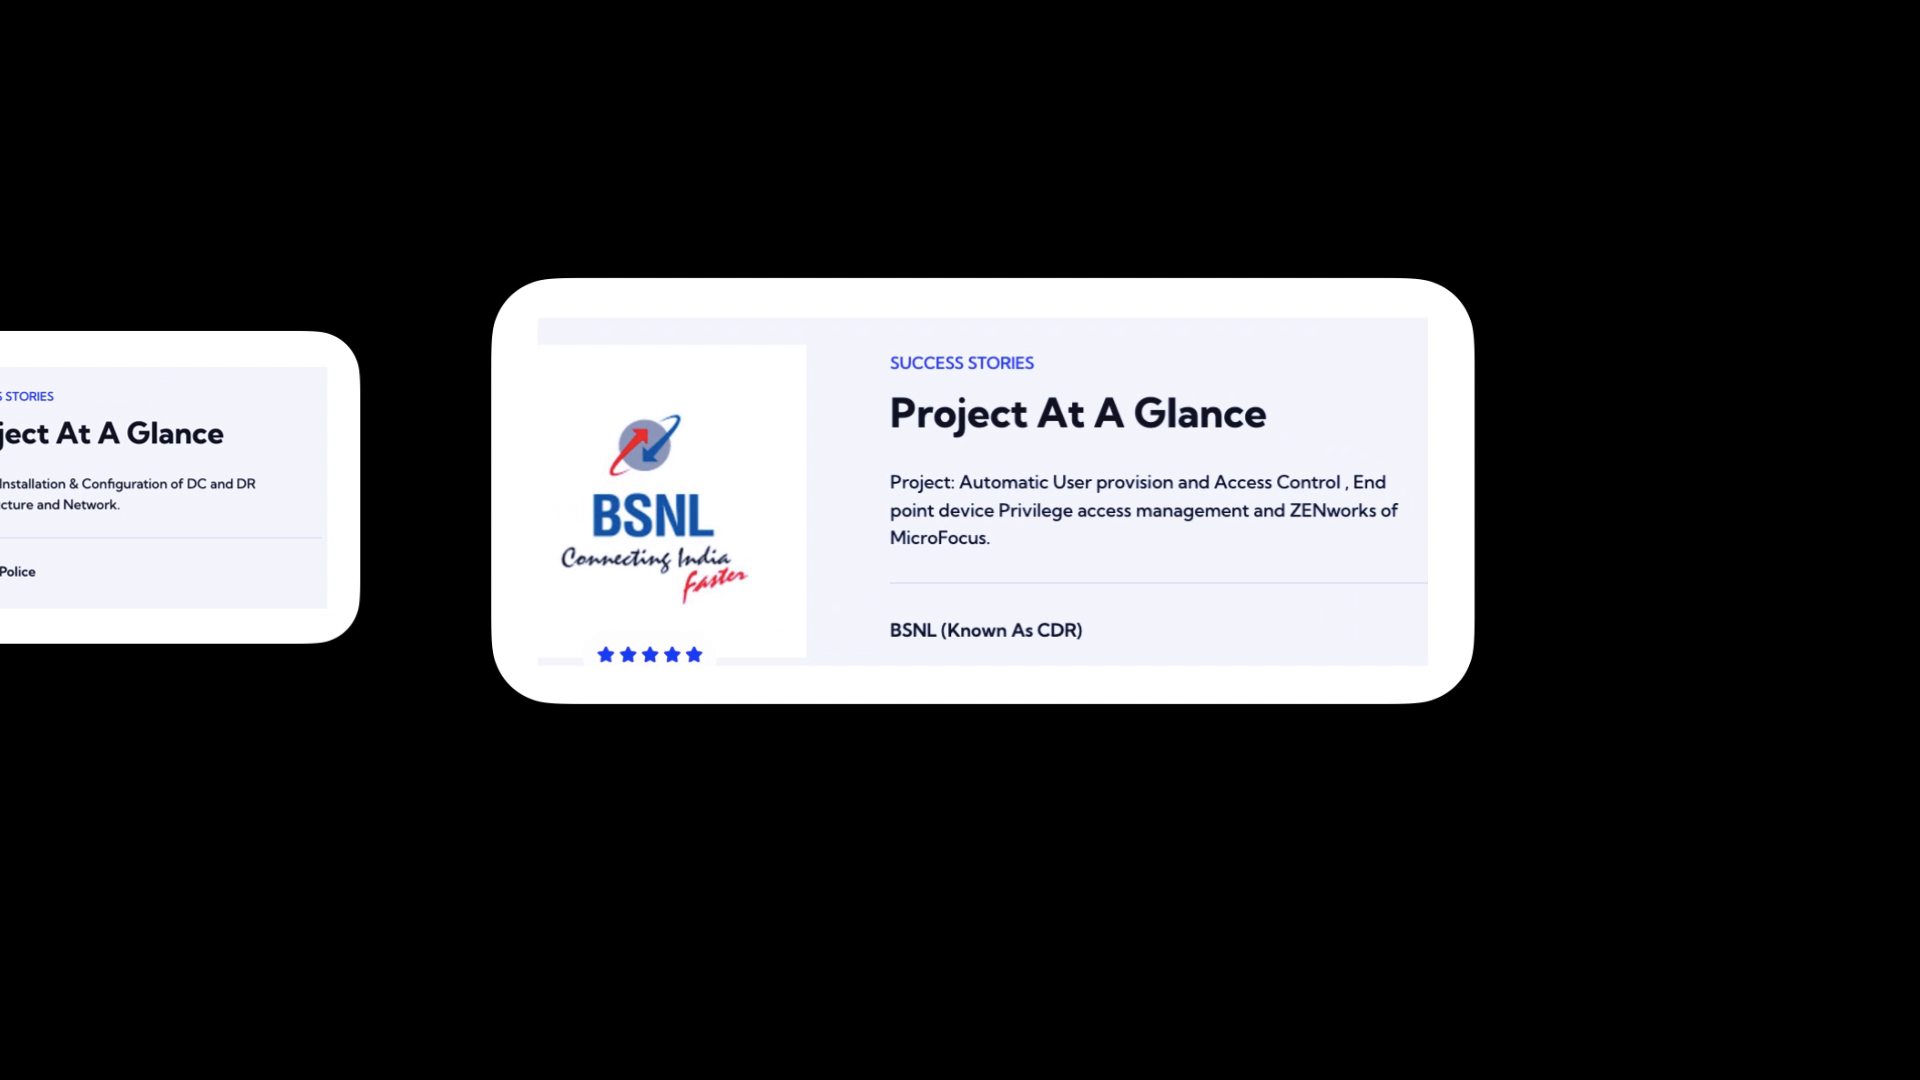 STORIES
ject At A Glance
Installation & Configuration of DC and DR
cture and Network.
Police
SUCCESS STORIES
Project At A Glance
Project: Automatic User provision and Access Control , End
point device Privilege access management and ZENworks of
MicroFocus.
BSNL (Known As CDR)
BSNL
Connecting India
Faster